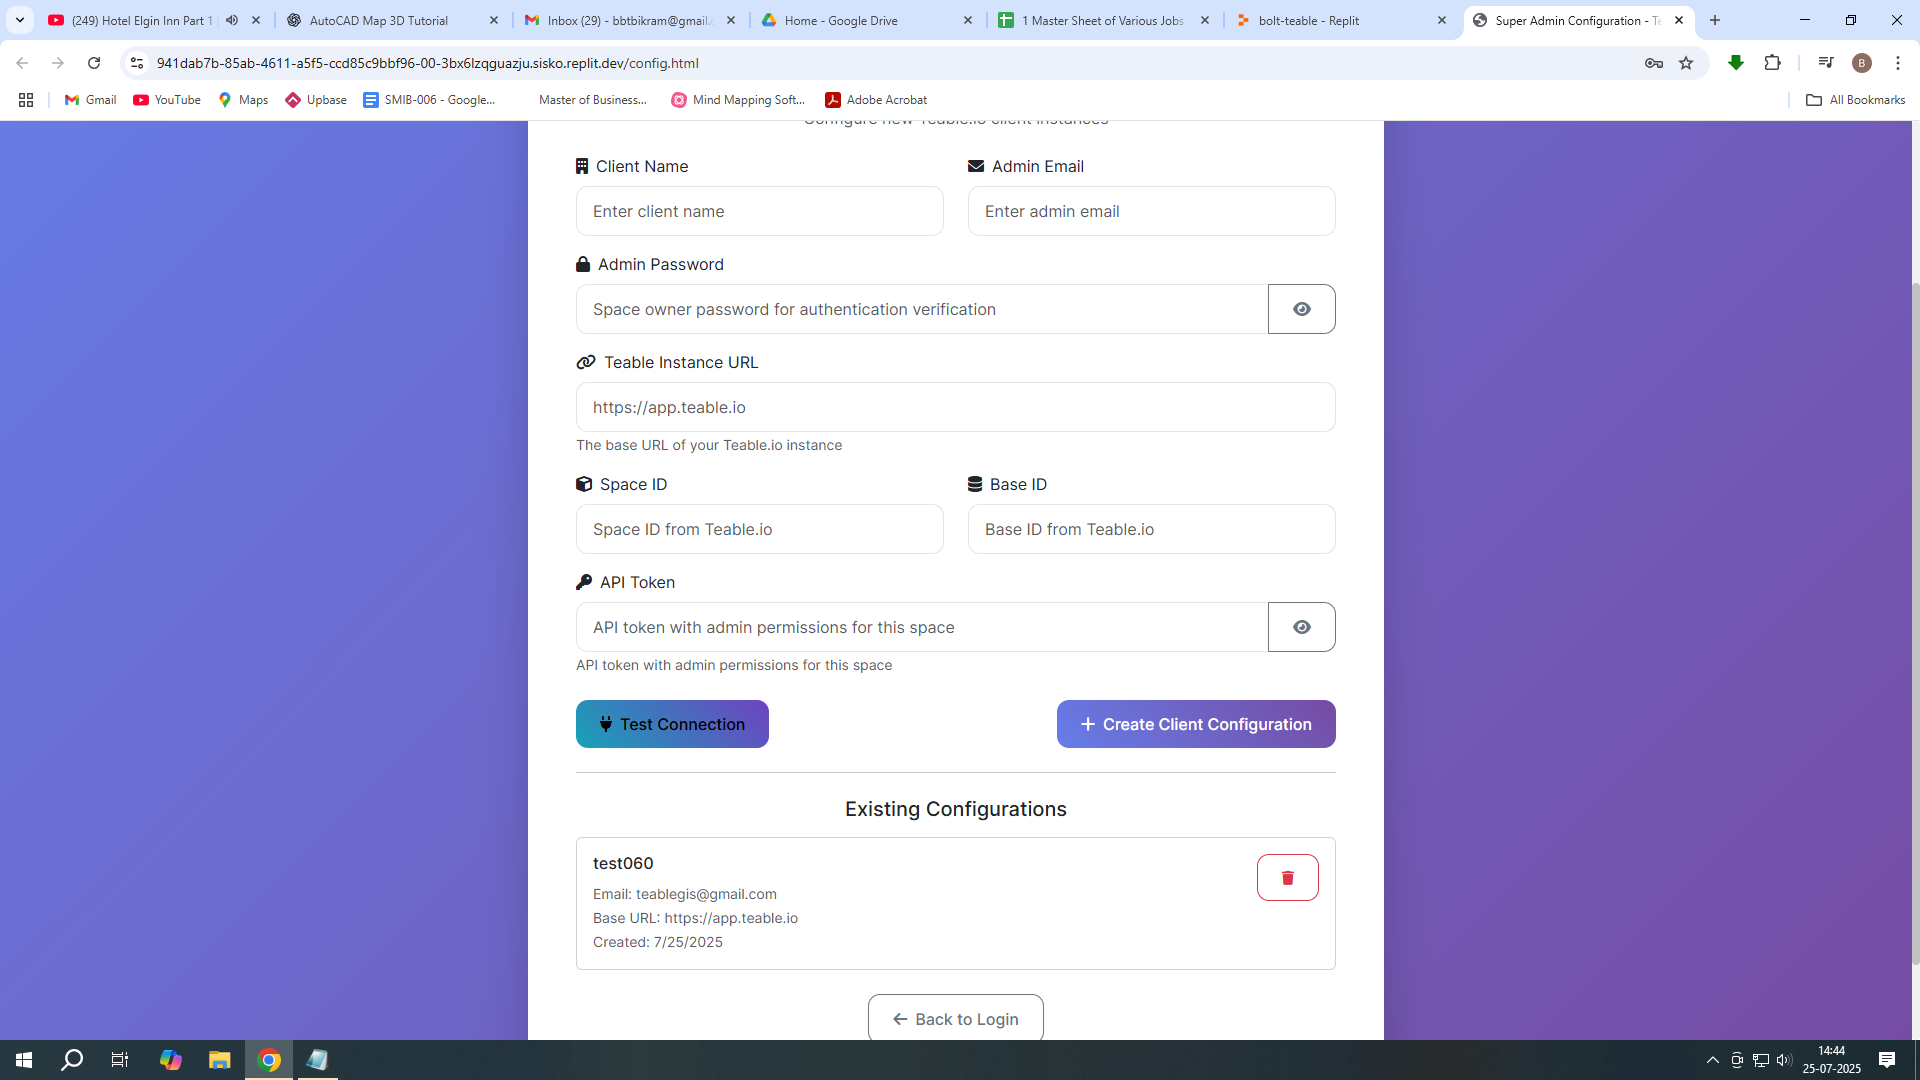 (249) Hotel Elgin Inn Part 1
AutoCAD Map 3D Tutorial
Inbox (29) - bbtbikram@gmail.c
Home - Google Drive
1 Master Sheet of Various Jobs
bolt-teable - Replit
Super Admin Configuration - Te
941dab7b-85ab-4611-a5f5-ccd85c9bbf96-00-3bx6lzqguazju.sisko.replit.dev/config.html
B
Gmail
YouTube
Maps
Upbase
SMIB-006 - Google...
Master of Business...
Mind Mapping Soft...
Adobe Acrobat
All Bookmarks
Configure new Teable.io client instances
Client Name
Admin Email
Enter client name
Enter admin email
Admin Password
Space owner password for authentication verification
Teable Instance URL
https://app.teable.io
The base URL of your Teable.io instance
Space ID
Base ID
Space ID from Teable.io
Base ID from Teable.io
API Token
API token with admin permissions for this space
API token with admin permissions for this space
Test Connection
Create Client Configuration
Existing Configurations
test060
Email: teablegis@gmail.com
Base URL: https://app.teable.io
Created: 7/25/2025
Back to Login
14:44
25-07-2025